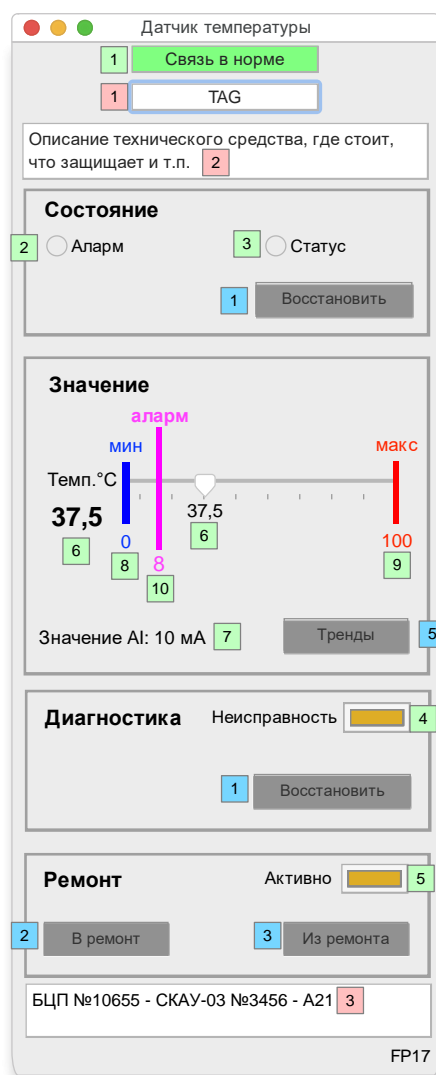 Датчик температуры
1 Связь в норме
1 TAG
Описание технического средства, где стоит,
что защищает и т.п. 2
Состояние
2 Аларм 3 Статус
1 Восстановить
Значение
аларм
мин макс
Темп.°C
37,5 37,5
6 0 6 100
8 8 9
10
Значение AI: 10 мА 7 Тренды 5
Диагностика Неисправность 4
1 Восстановить
Ремонт Активно 5
2 В ремонт 3 Из ремонта
БЦП №10655 - СКАУ-03 №3456 - А21 3
FP17